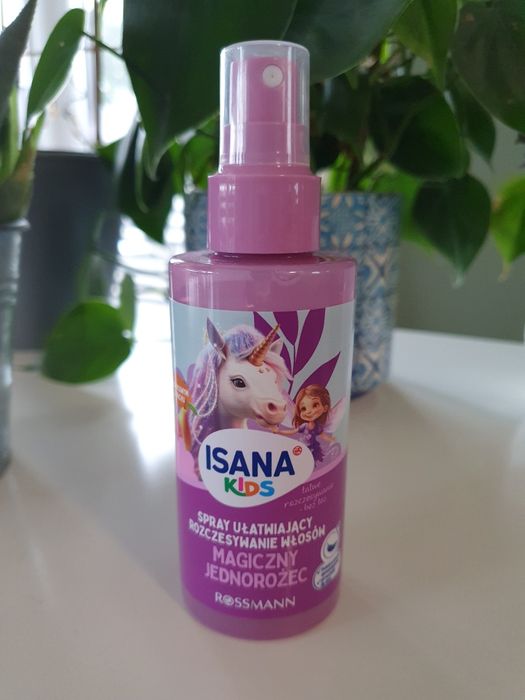 ISANA
KIDS
łatwe
rozczesywanie
- bez łez
SPRAY UŁATWIAJĄCY
ROZCZESYWANIE WŁOSÓW
MAGICZNY
JEDNOROŻEC
ROSSMANN